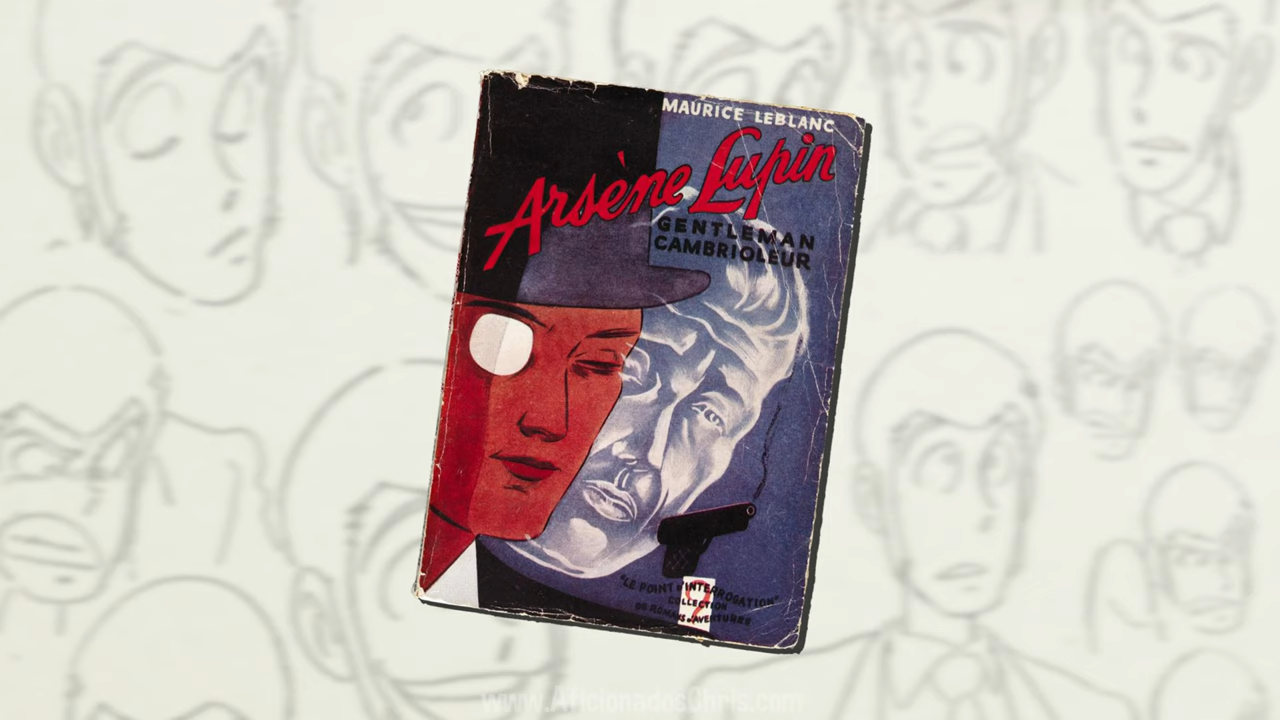 MAURICE LEBLANC
Arsène Lupin
GENTLEMAN
CAMBRIOLEUR
"LE POINT d'INTERROGATION"
COLLECTION
DE ROMANS d'AVENTURES
?
www.AficionadosChris.com